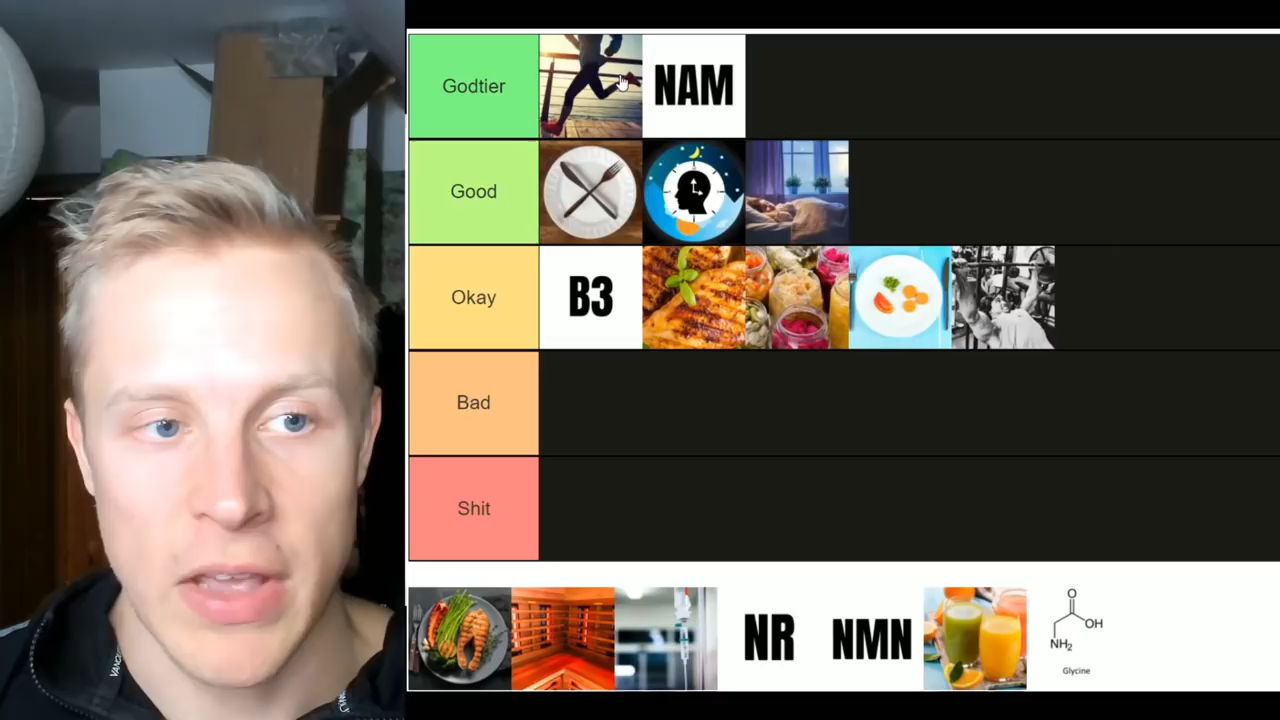 Godtier
NAM
Good
Okay
B3
Bad
Shit
NR
NMN
O
OH
NH₂
Glycine